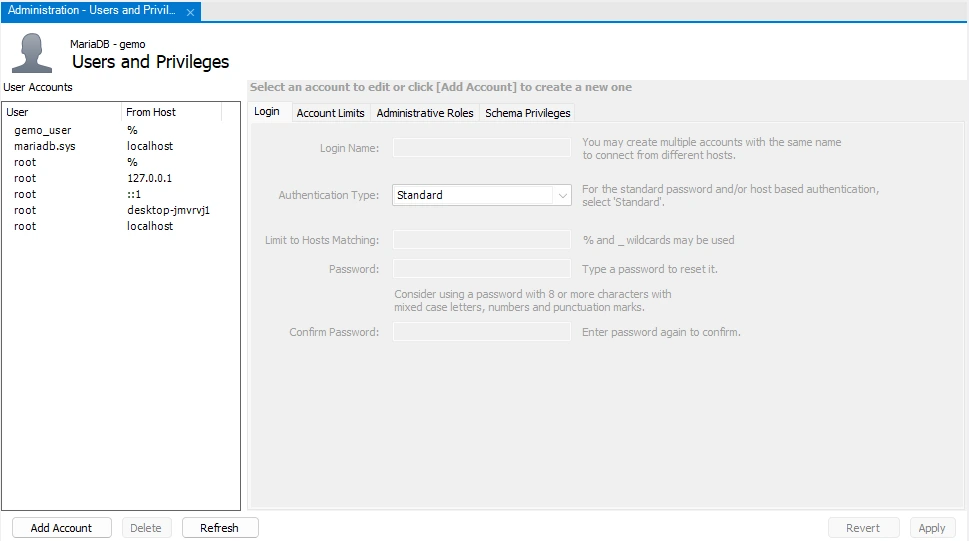 Administration - Users and Privil...
MariaDB - gemo
Users and Privileges
User Accounts
User From Host
gemo_user %
mariadb.sys localhost
root %
root 127.0.0.1
root ::1
root desktop-jmvrvj1
root localhost
Select an account to edit or click [Add Account] to create a new one
Login Account Limits Administrative Roles Schema Privileges
Login Name: You may create multiple accounts with the same name
to connect from different hosts.
Authentication Type: Standard For the standard password and/or host based authentication,
select 'Standard'.
Limit to Hosts Matching: % and _ wildcards may be used
Password: Type a password to reset it.
Consider using a password with 8 or more characters with
mixed case letters, numbers and punctuation marks.
Confirm Password: Enter password again to confirm.
Add Account Delete Refresh Revert Apply